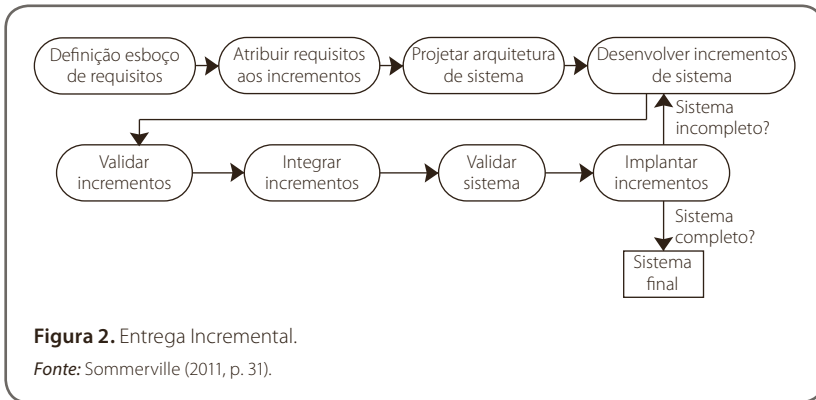 Definição esboço
de requisitos
Atribuir requisitos
aos incrementos
Projetar arquitetura
de sistema
Desenvolver incrementos
de sistema
Sistema
incompleto?
Validar
incrementos
Integrar
incrementos
Validar
sistema
Implantar
incrementos
Sistema
completo?
Sistema
final
Figura 2. Entrega Incremental.
Fonte: Sommerville (2011, p. 31).